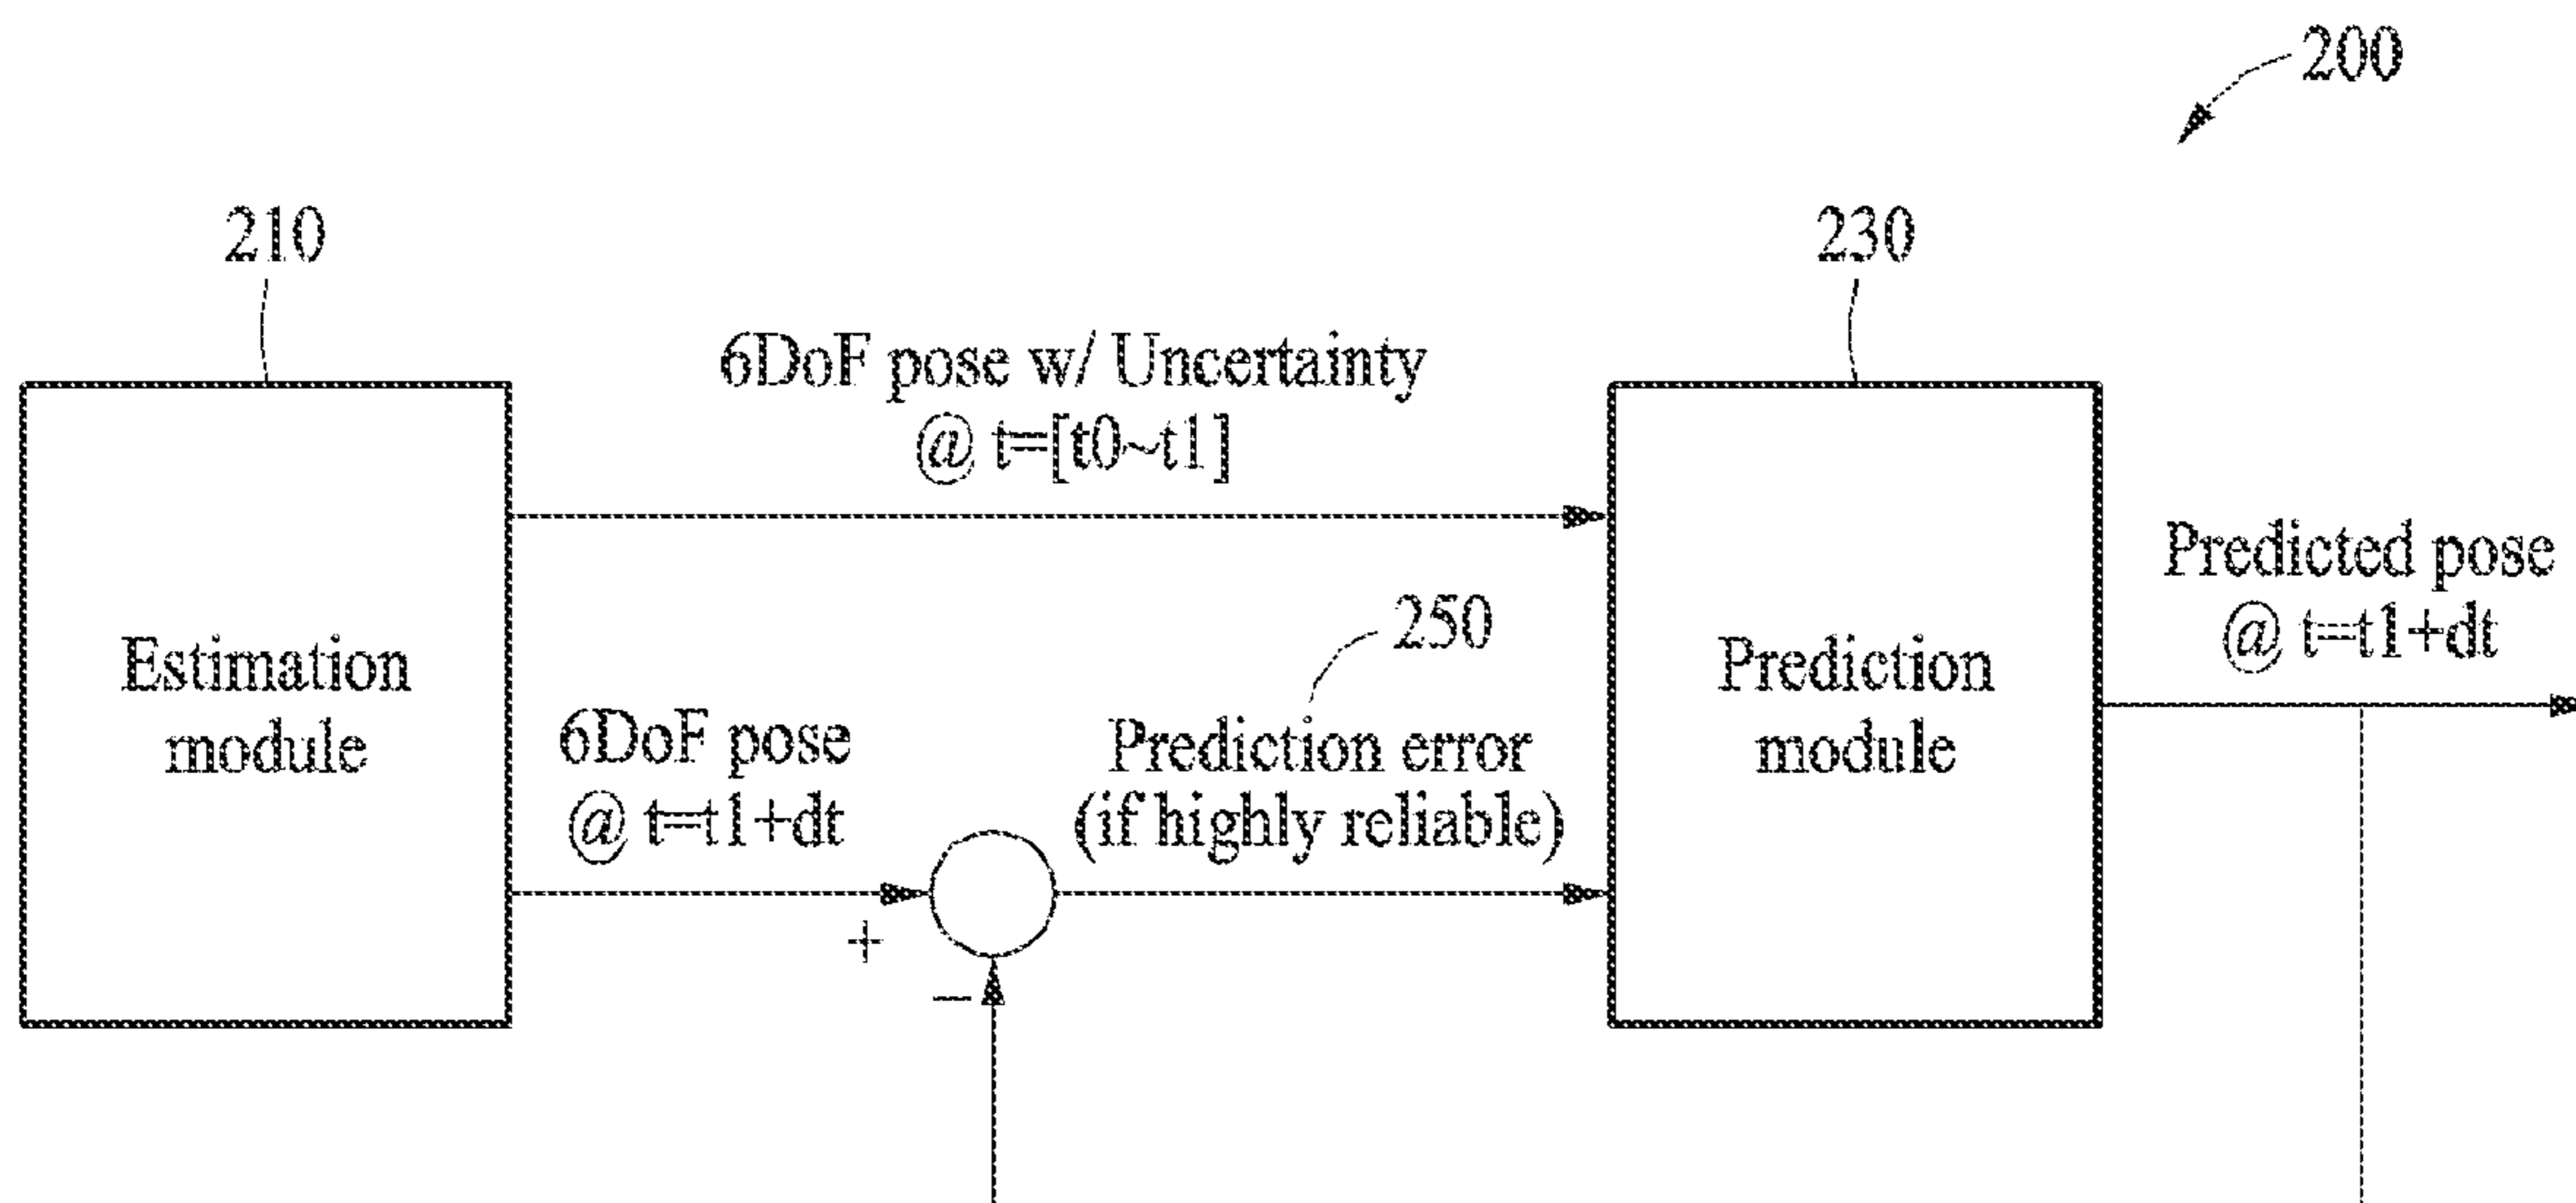 200
210
230
6DoF pose w/ Uncertainty
@ t=[t0~t1]
Predicted pose
@ t=t1+dt
250
Estimation
module
Prediction
module
6DoF pose
@ t=t1+dt
Prediction error
(if highly reliable)
+
−